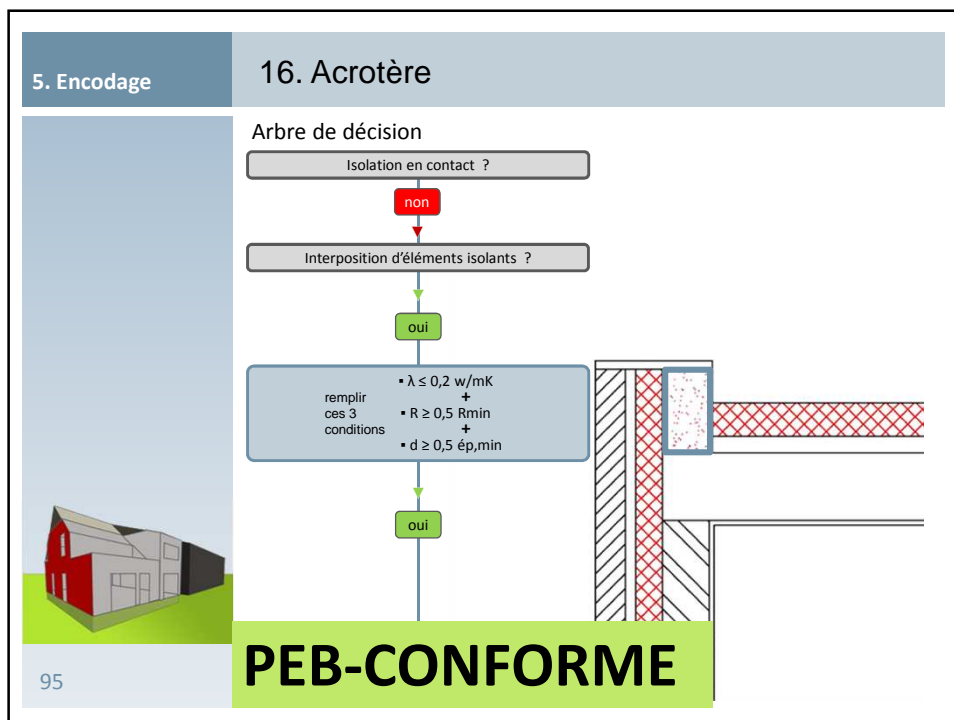 5. Encodage
16. Acrotère
Arbre de décision
Isolation en contact ?
non
Interposition d'éléments isolants ?
oui
remplir
ces 3
conditions
▪ λ ≤ 0,2 w/mK
+
▪ R ≥ 0,5 Rmin
+
▪ d ≥ 0,5 ép,min
oui
PEB-CONFORME
95